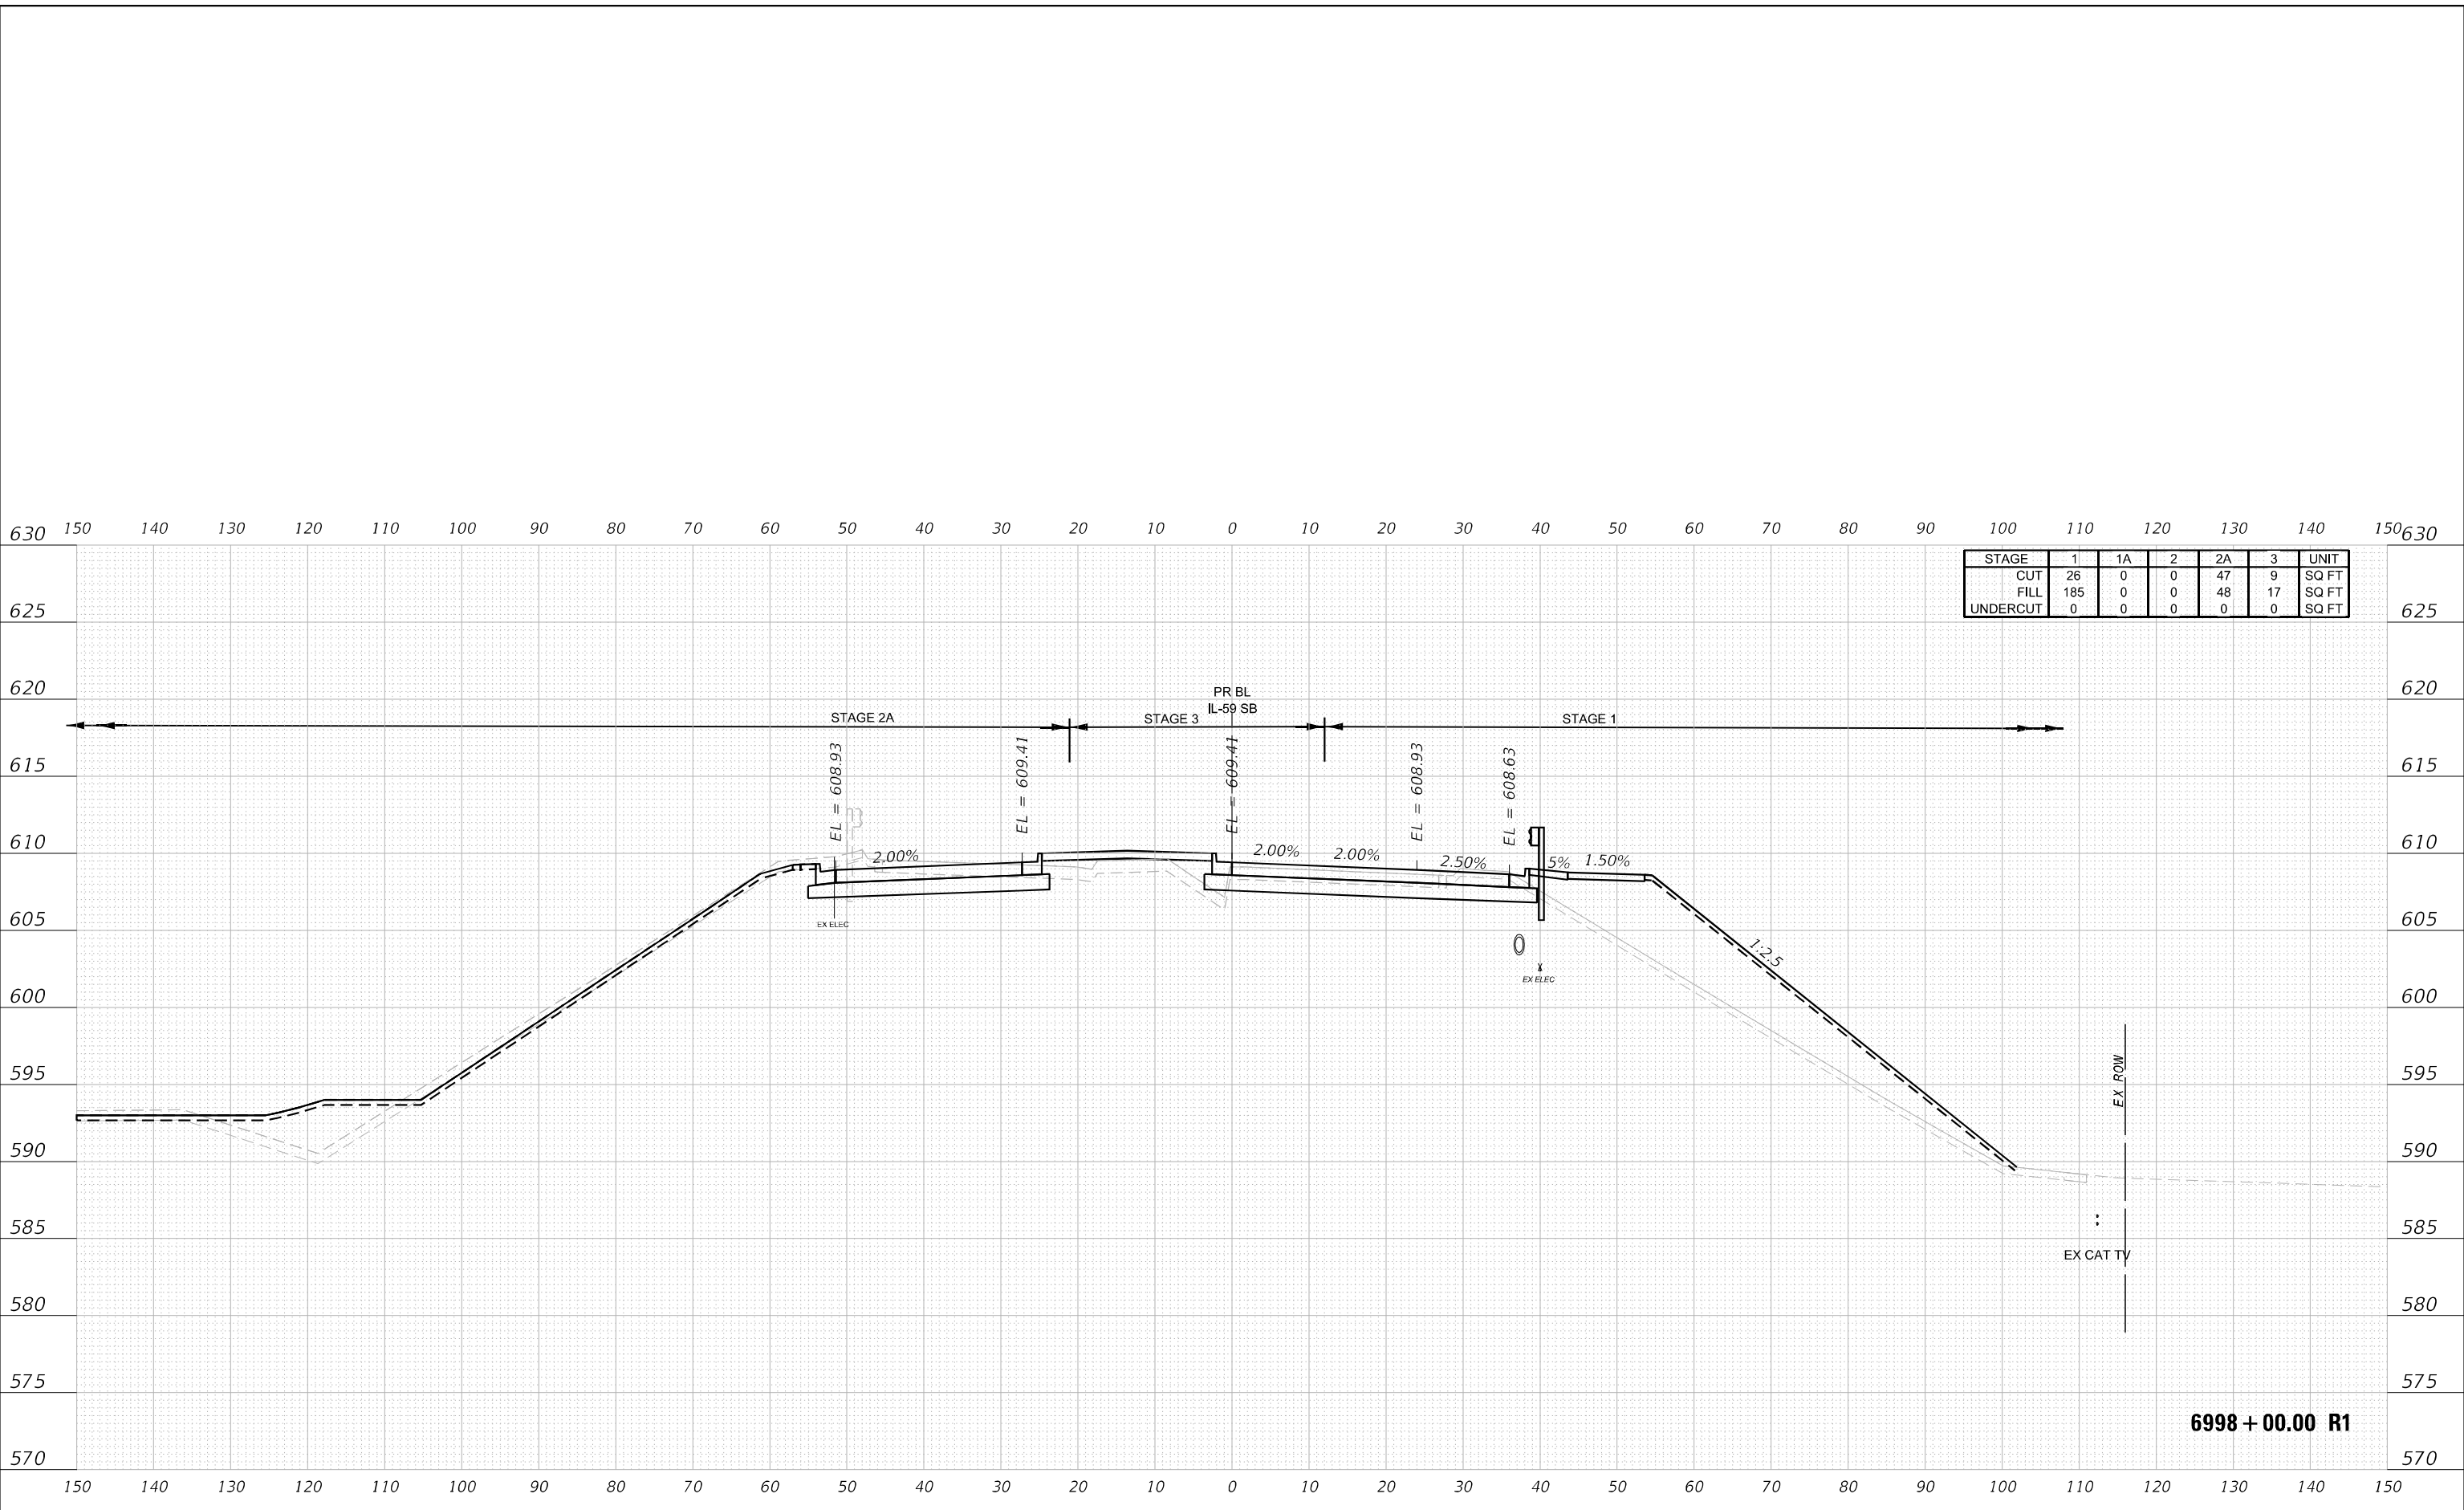 150 140 130 120 110 100 90 80 70 60 50 40 30 20 10 0 10 20 30 40 50 60 70 80 90 100 110 120 130 140 150
630 630
STAGE 1 1A 2 2A 3 UNIT
CUT 26 0 0 47 9 SQ FT
FILL 185 0 0 48 17 SQ FT
UNDERCUT 0 0 0 0 0 SQ FT
625 625
620 620
PR BL
IL-59 SB
STAGE 2A STAGE 3 STAGE 1
615 615
EL = 608.93
EL = 609.41
EL = 609.41
EL = 608.93
EL = 608.63
610 610
2.00% 2.00% 2.00% 2.50% 5% 1.50%
605 605
EX ELEC
1:2.5
EX ELEC
600 600
595 595
EX ROW
590 590
585 585
EX CAT TV
580 580
575 575
6998+00.00 R1
570 570
150 140 130 120 110 100 90 80 70 60 50 40 30 20 10 0 10 20 30 40 50 60 70 80 90 100 110 120 130 140 150